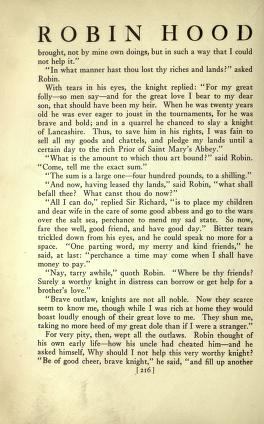 ROBIN HOOD
brought, not by mine own doings, but in such a way that I could
not help it."
"In what manner hast thou lost thy riches and lands?" asked
Robin.
With tears in his eyes, the knight replied: "For my great
folly—so men say—and for the great love I bear to my dear
son, that should have been my heir. When he was twenty years
old he was ever eager to joust in the tournaments, for he was
brave and bold; and in a quarrel he chanced to slay a knight
of Lancashire. Thus, to save him in his rights, I was fain to
sell all my goods and chattels, and pledge my lands until a
certain day to the rich Prior of Saint Mary's Abbey."
"What is the amount to which thou art bound?" said Robin.
"Come, tell me the exact sum."
"The sum is a large one—four hundred pounds, to a shilling."
"And now, having leased thy lands," said Robin, "what shall
befall thee? What canst thou do now?"
"All I can do," replied Sir Richard, "is to place my children
and dear wife in the care of some good abbess and go to the wars
over the salt sea, perchance to mend my sad state. So now,
fare thee well, good friend, and have good day." Bitter tears
trickled down from his eyes, and he could speak no more for a
space. "One parting word, my merry and kind friends," he
said, at last: "perchance a time may come when I shall have
money to pay."
"Nay, tarry awhile," quoth Robin. "Where be thy friends?
Surely a worthy knight in distress can borrow or get help for a
brother's love."
"Brave outlaw, knights are not all noble. Now they scarce
seem to know me, though while I was rich at home they would
boast loudly enough of their great love to me. They shun me,
taking no more heed of my great dole than if I were a stranger."
For very pity, then, wept all the outlaws. Robin thought of
his own early life—how his uncle had cheated him—and he
asked himself, Why should I not help this very worthy knight?
"Be of good cheer, brave knight," he said, "and fill up another
[216]